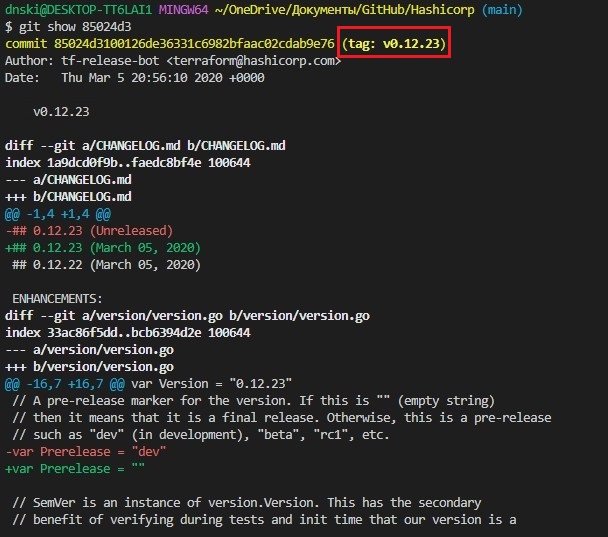 dnski@DESKTOP-TT6LAI1 MINGW64 ~/OneDrive/Документы/GitHub/Hashicorp (main)
$ git show 85024d3
commit 85024d3100126de36331c6982bfaac02cdab9e76 (tag: v0.12.23)
Author: tf-release-bot <terraform@hashicorp.com>
Date:   Thu Mar 5 20:56:10 2020 +0000

    v0.12.23

diff --git a/CHANGELOG.md b/CHANGELOG.md
index 1a9dcd0f9b..faedc8bf4e 100644
--- a/CHANGELOG.md
+++ b/CHANGELOG.md
@@ -1,4 +1,4 @@
-## 0.12.23 (Unreleased)
+## 0.12.23 (March 05, 2020)
 ## 0.12.22 (March 05, 2020)

 ENHANCEMENTS:
diff --git a/version/version.go b/version/version.go
index 33ac86f5dd..bcb6394d2e 100644
--- a/version/version.go
+++ b/version/version.go
@@ -16,7 +16,7 @@ var Version = "0.12.23"
 // A pre-release marker for the version. If this is "" (empty string)
 // then it means that it is a final release. Otherwise, this is a pre-release
 // such as "dev" (in development), "beta", "rc1", etc.
-var Prerelease = "dev"
+var Prerelease = ""

 // SemVer is an instance of version.Version. This has the secondary
 // benefit of verifying during tests and init time that our version is a